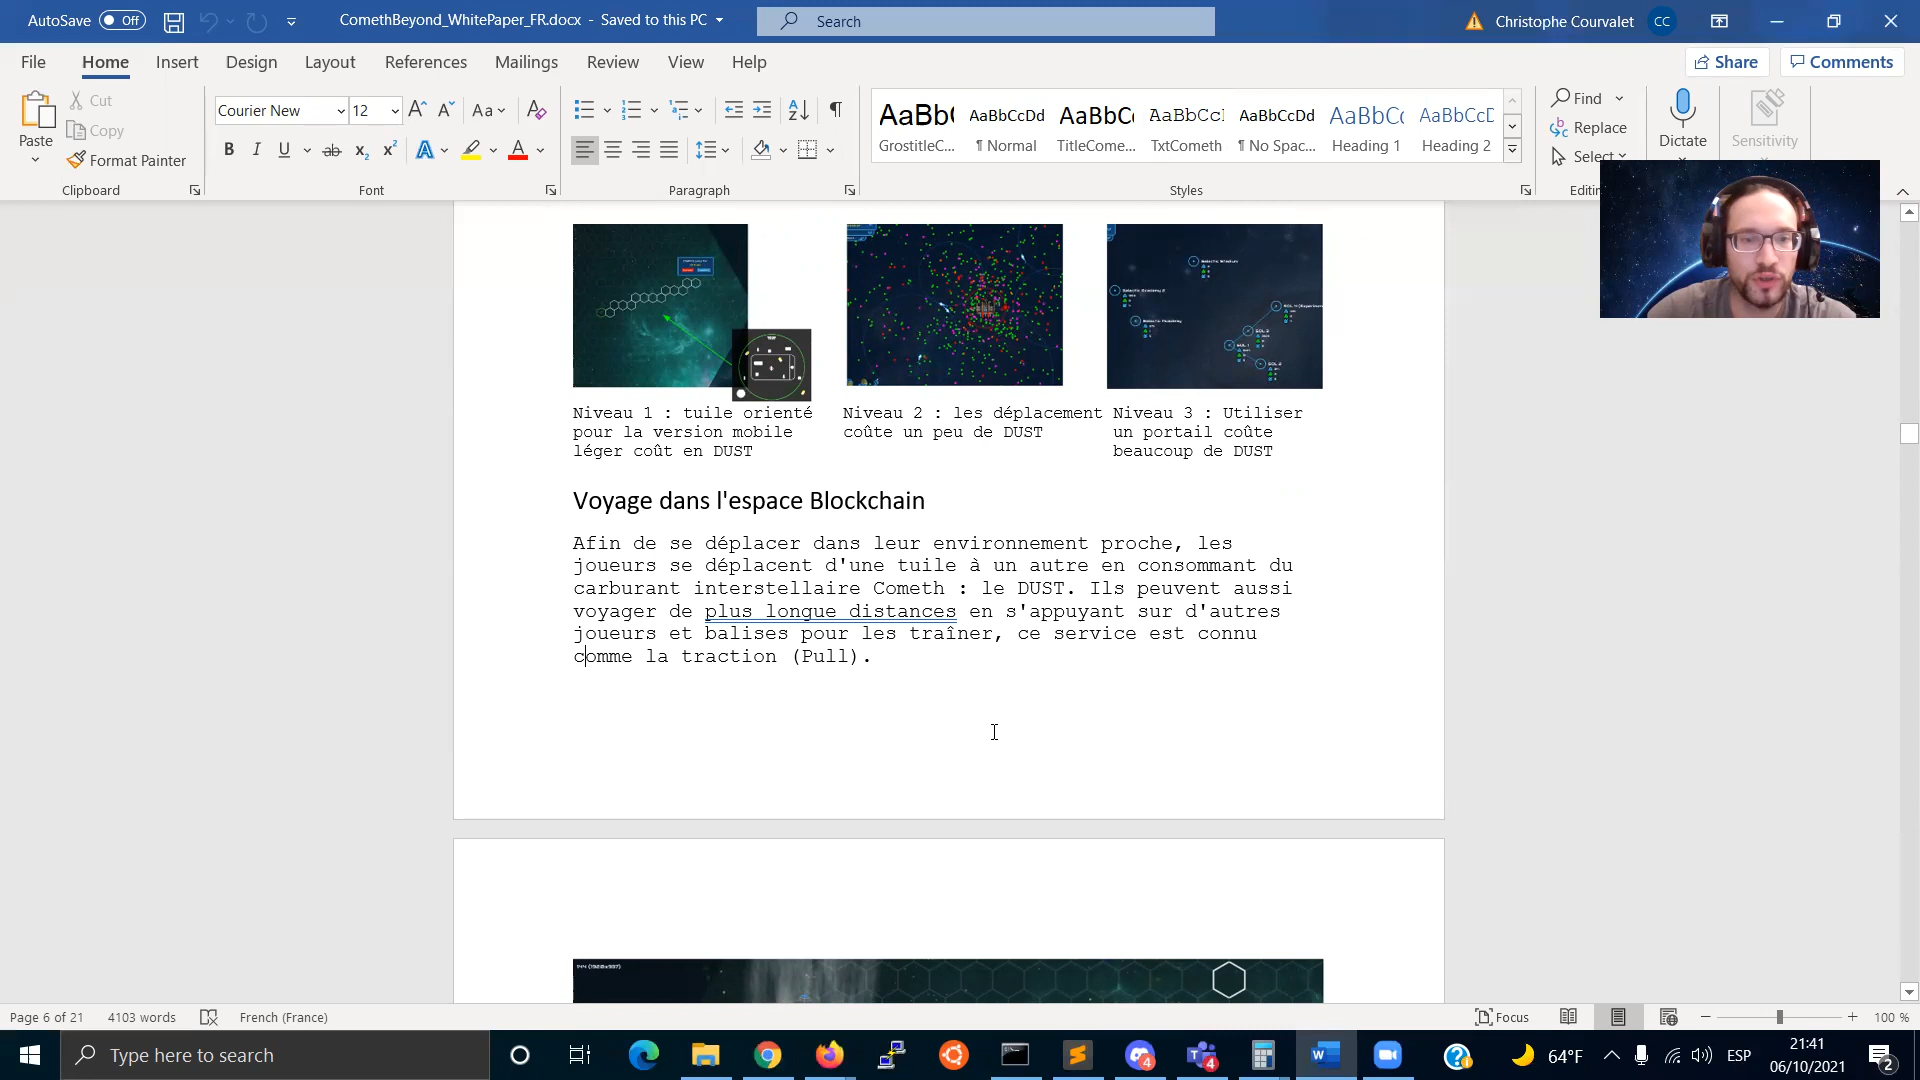 AutoSave Off ComethBeyond_WhitePaper_FR.docx - Saved to this PC Search Christophe Courvalet CC
File Home Insert Design Layout References Mailings Review View Help Share Comments
Paste Cut Copy Format Painter
Courier New 12
AaBb( AaBbCcDd AaBbC( AaBbCcI AaBbCcDd AaBbC( AaBbCcD
GrostitleC... ¶ Normal TitleCome... TxtCometh ¶ No Spac... Heading 1 Heading 2
Find
Replace
Select
Dictate Sensitivity
Clipboard Font Paragraph Styles Editin
Niveau 1 : tuile orienté
pour la version mobile
léger coût en DUST
Niveau 2 : les déplacement
coûte un peu de DUST
Niveau 3 : Utiliser
un portail coûte
beaucoup de DUST
Voyage dans l'espace Blockchain
Afin de se déplacer dans leur environnement proche, les
joueurs se déplacent d'une tuile à un autre en consommant du
carburant interstellaire Cometh : le DUST. Ils peuvent aussi
voyager de plus longue distances en s'appuyant sur d'autres
joueurs et balises pour les traîner, ce service est connu
comme la traction (Pull).
Page 6 of 21 4103 words French (France) Focus 100 %
Type here to search 64°F ESP 21:41
06/10/2021
2